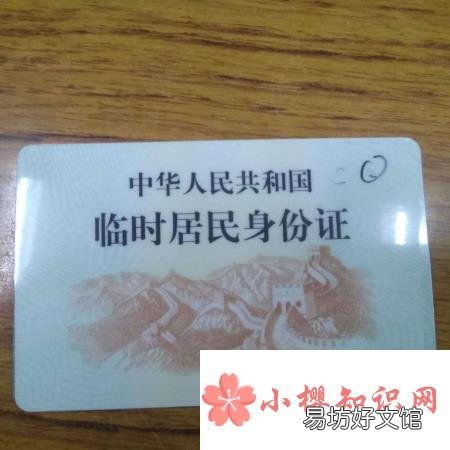 中华人民共和国
临时居民身份证
小樱知识网
易坊好文馆